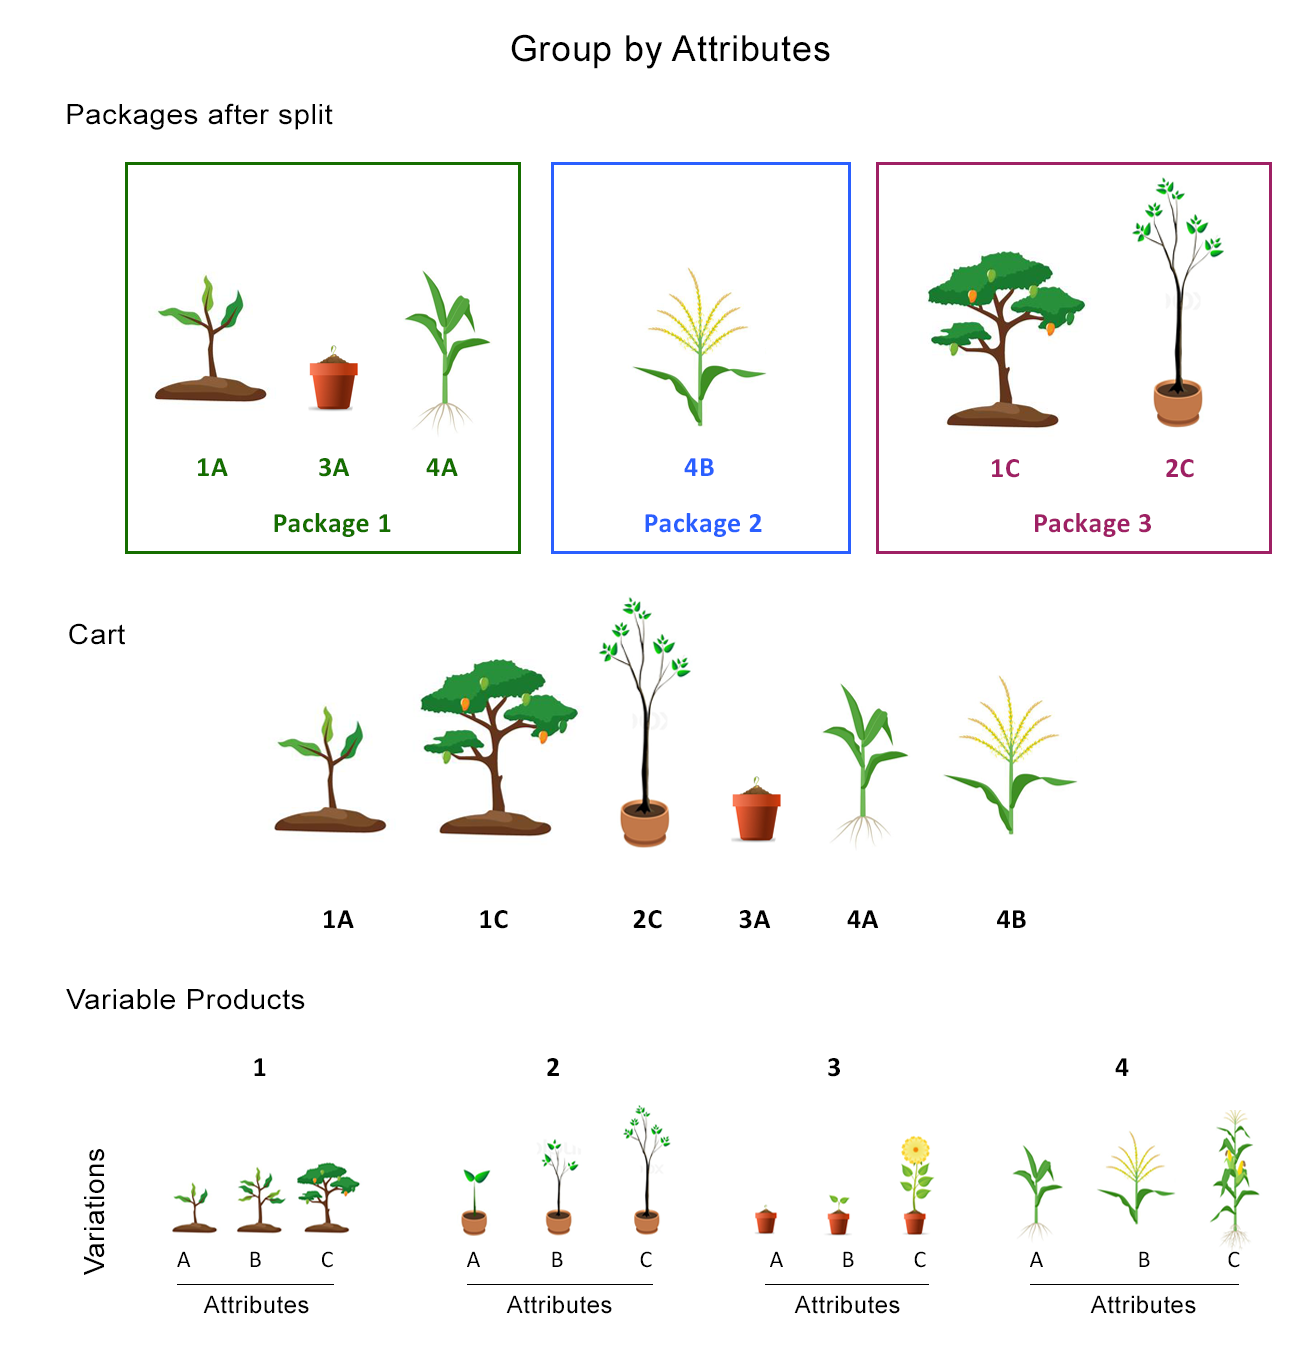 Group by Attributes
Packages after split
1A 3A 4A
Package 1
4B
Package 2
1C 2C
Package 3
Cart
1A 1C 2C 3A 4A 4B
Variable Products
1 2 3 4
Variations
A B C A B C A B C A B C
Attributes Attributes Attributes Attributes